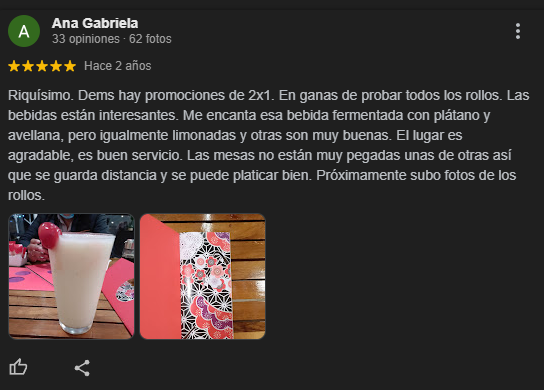 A
Ana Gabriela
33 opiniones · 62 fotos
Hace 2 años
Riquísimo. Dems hay promociones de 2x1. En ganas de probar todos los rollos. Las
bebidas están interesantes. Me encanta esa bebida fermentada con plátano y
avellana, pero igualmente limonadas y otras son muy buenas. El lugar es
agradable, es buen servicio. Las mesas no están muy pegadas unas de otras así
que se guarda distancia y se puede platicar bien. Próximamente subo fotos de los
rollos.